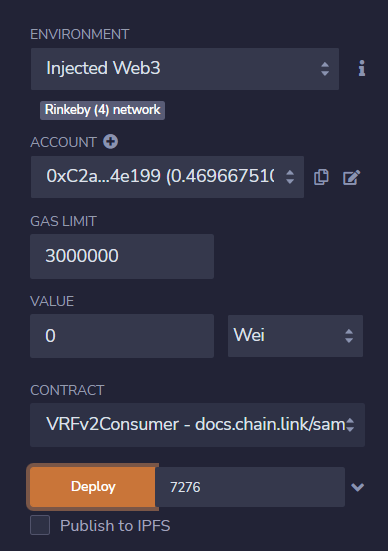 ENVIRONMENT
Injected Web3
Rinkeby (4) network
ACCOUNT
0xC2a...4e199 (0.469667510
GAS LIMIT
3000000
VALUE
0 Wei
CONTRACT
VRFv2Consumer - docs.chain.link/sam
Deploy 7276
Publish to IPFS